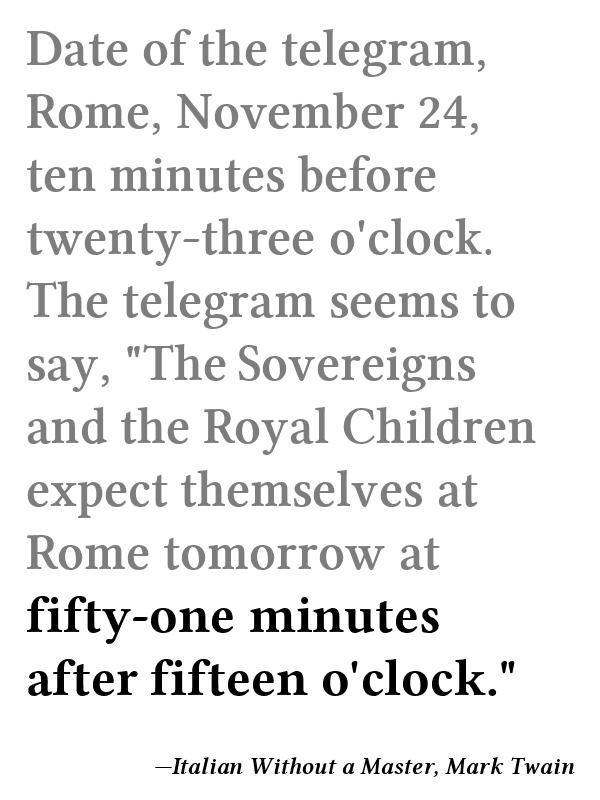 Date of the telegram,
Rome, November 24,
ten minutes before
twenty-three o'clock.
The telegram seems to
say, "The Sovereigns
and the Royal Children
expect themselves at
Rome tomorrow at
fifty-one minutes
after fifteen o'clock."
—Italian Without a Master, Mark Twain